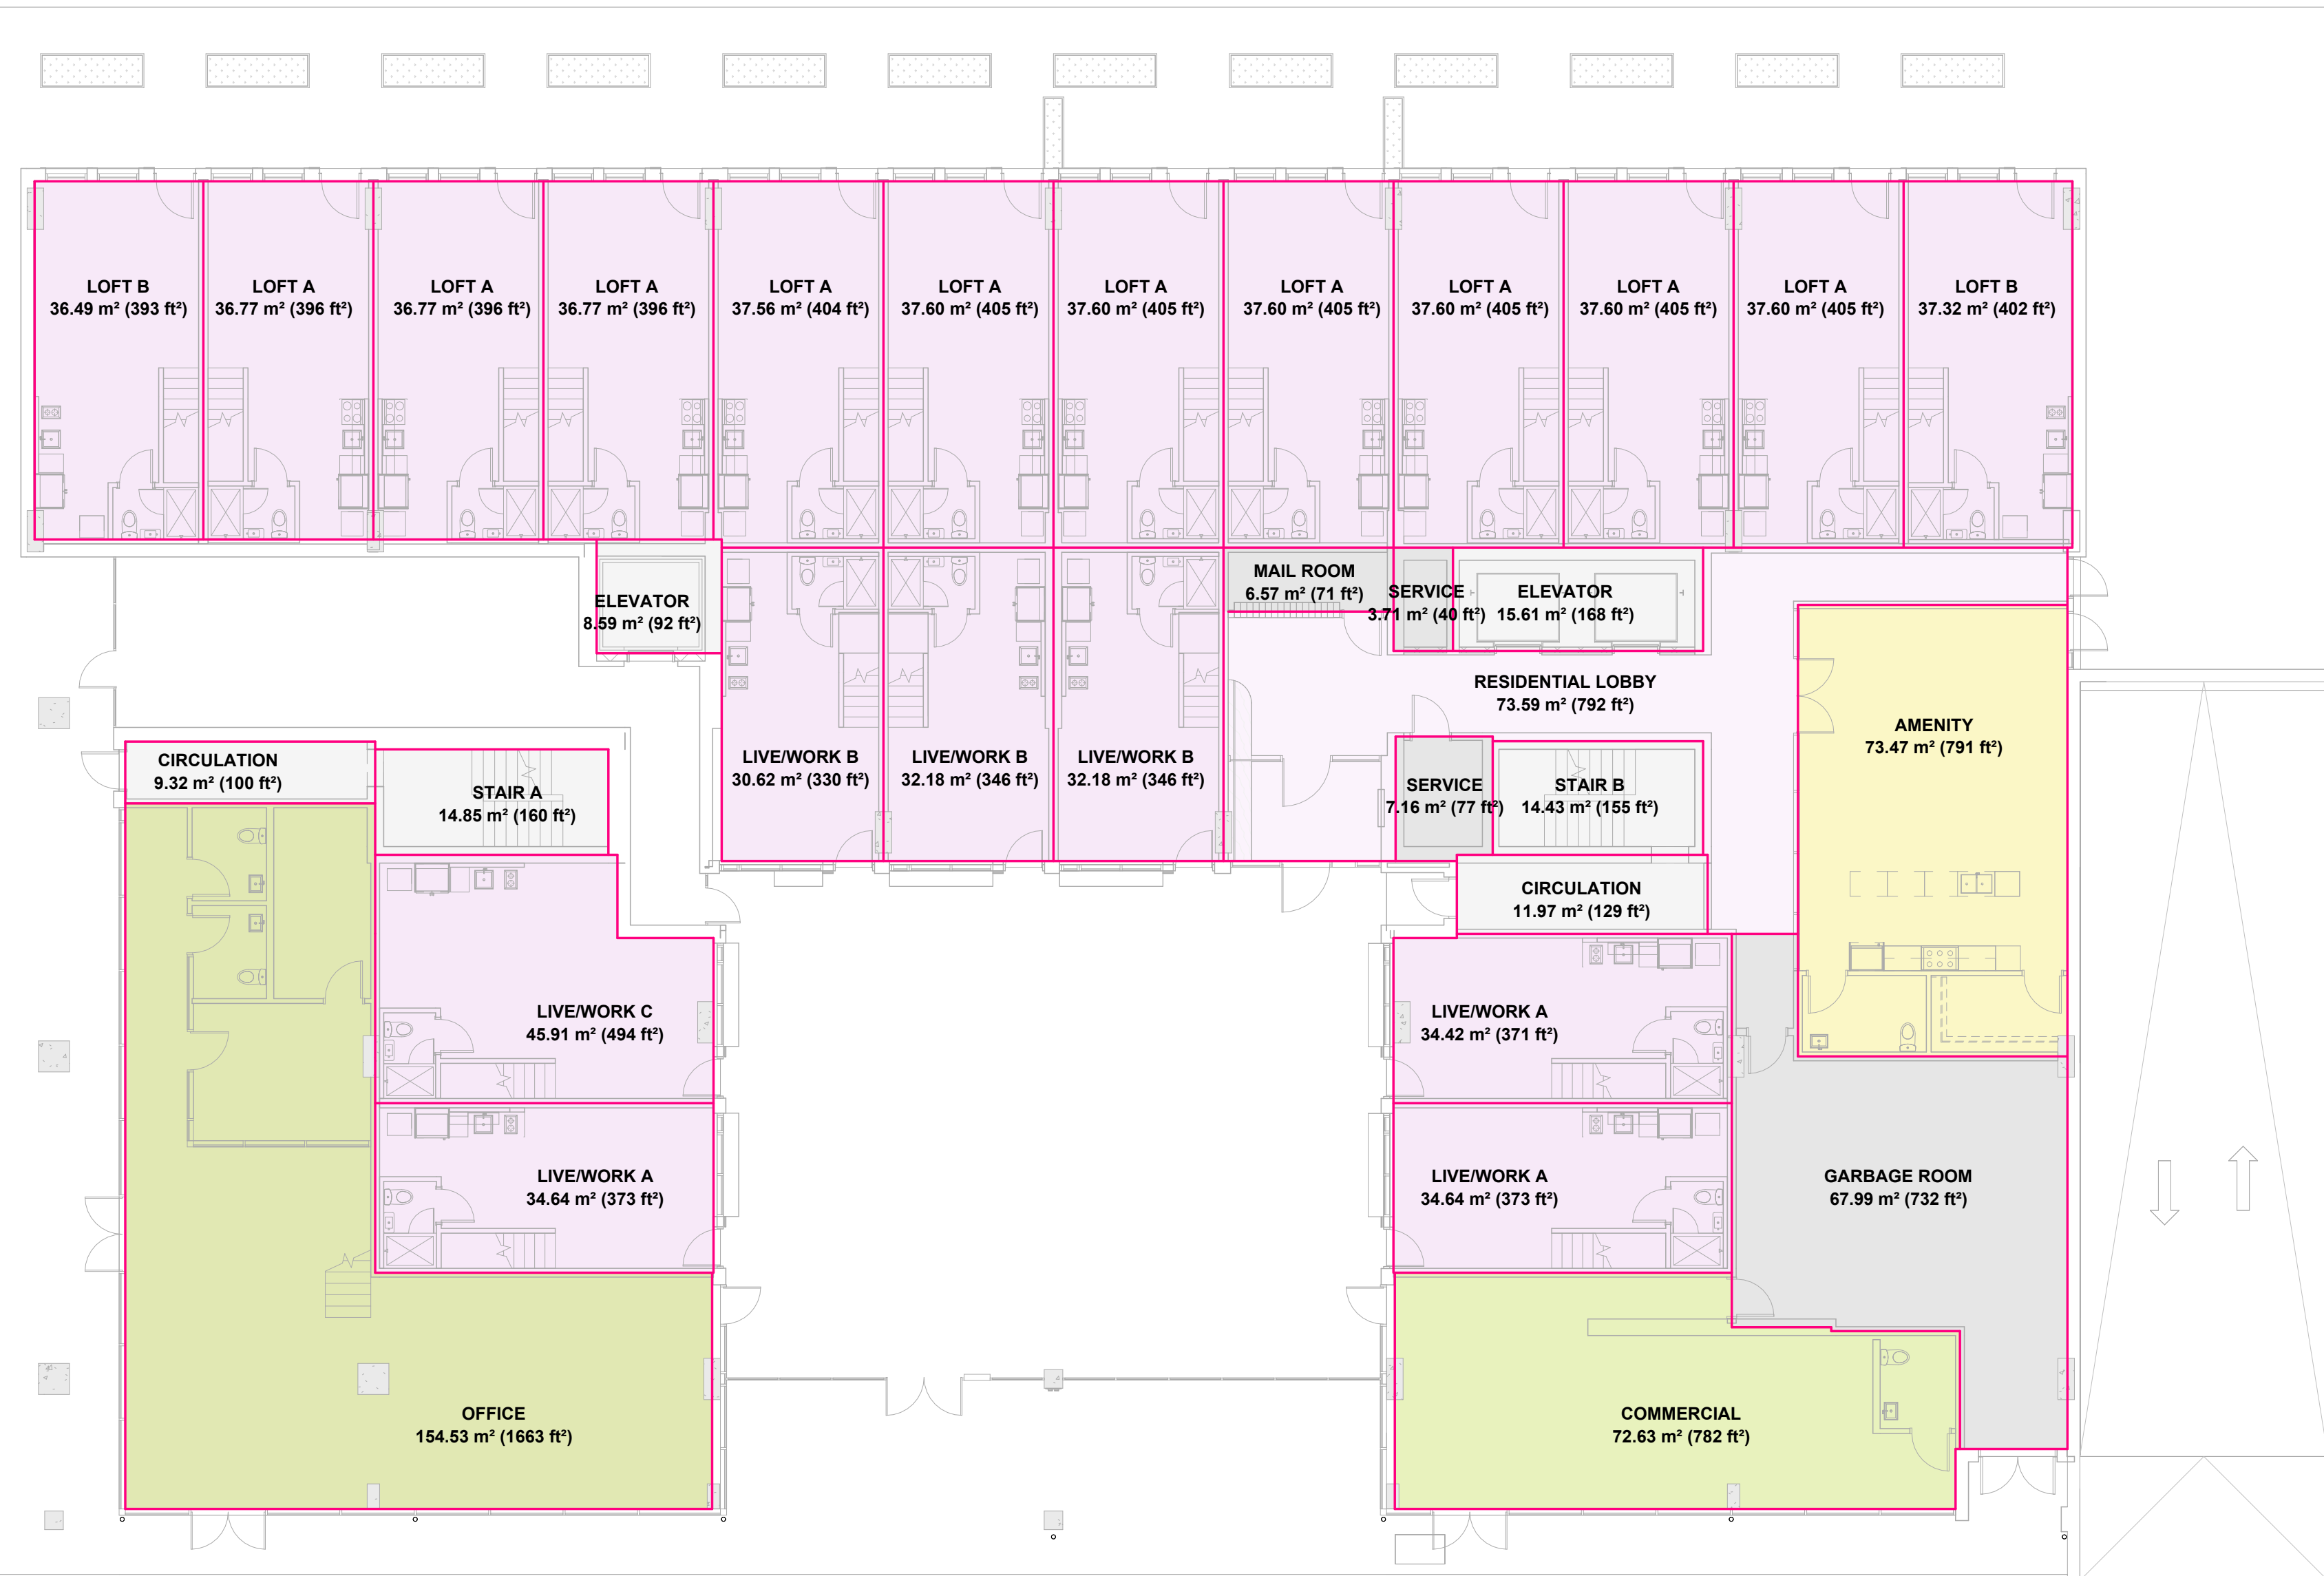 LOFT B
36.49 m² (393 ft²)
LOFT A
36.77 m² (396 ft²)
LOFT A
36.77 m² (396 ft²)
LOFT A
36.77 m² (396 ft²)
LOFT A
37.56 m² (404 ft²)
LOFT A
37.60 m² (405 ft²)
LOFT A
37.60 m² (405 ft²)
LOFT A
37.60 m² (405 ft²)
LOFT A
37.60 m² (405 ft²)
LOFT A
37.60 m² (405 ft²)
LOFT A
37.60 m² (405 ft²)
LOFT B
37.32 m² (402 ft²)
ELEVATOR
8.59 m² (92 ft²)
MAIL ROOM
6.57 m² (71 ft²)
SERVICE
3.71 m² (40 ft²)
ELEVATOR
15.61 m² (168 ft²)
RESIDENTIAL LOBBY
73.59 m² (792 ft²)
AMENITY
73.47 m² (791 ft²)
CIRCULATION
9.32 m² (100 ft²)
STAIR A
14.85 m² (160 ft²)
LIVE/WORK B
30.62 m² (330 ft²)
LIVE/WORK B
32.18 m² (346 ft²)
LIVE/WORK B
32.18 m² (346 ft²)
SERVICE
7.16 m² (77 ft²)
STAIR B
14.43 m² (155 ft²)
CIRCULATION
11.97 m² (129 ft²)
LIVE/WORK C
45.91 m² (494 ft²)
LIVE/WORK A
34.42 m² (371 ft²)
LIVE/WORK A
34.64 m² (373 ft²)
LIVE/WORK A
34.64 m² (373 ft²)
GARBAGE ROOM
67.99 m² (732 ft²)
OFFICE
154.53 m² (1663 ft²)
COMMERCIAL
72.63 m² (782 ft²)